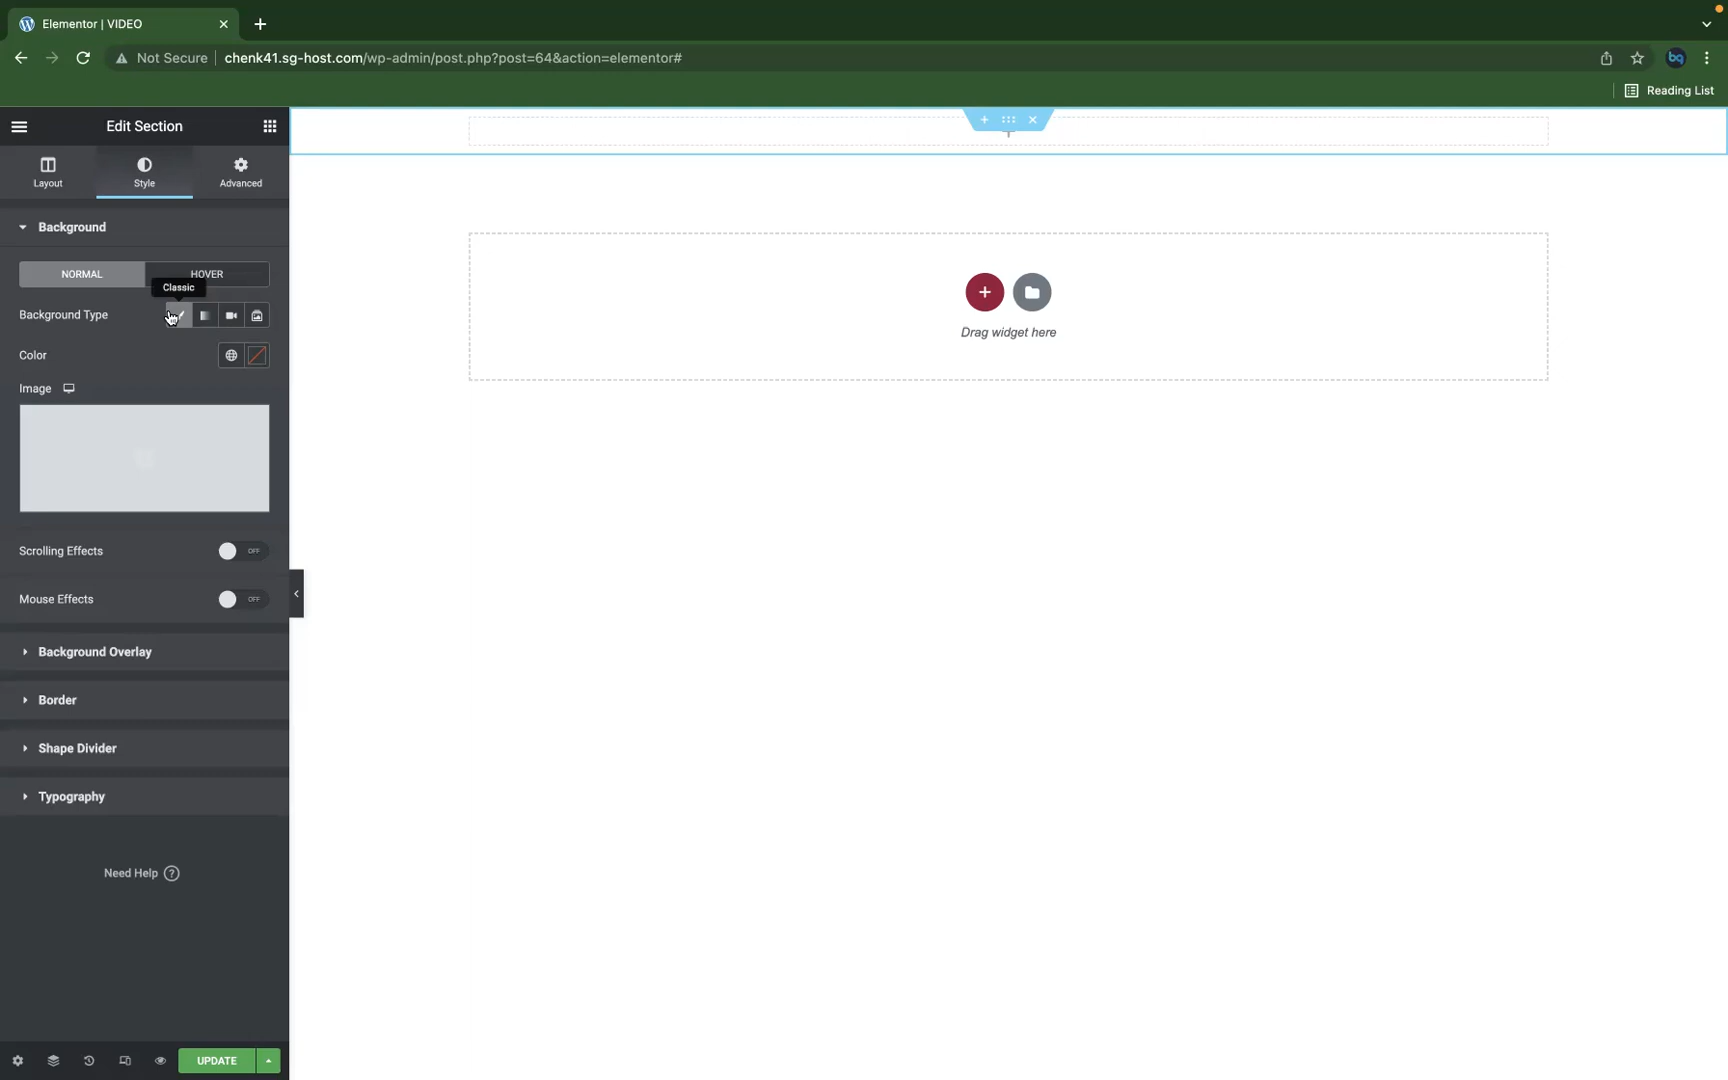 Elementor | VIDEO
Not Secure
chenk41.sg-host.com/wp-admin/post.php?post=64&action=elementor#
bq
Reading List
Edit Section
Layout
Style
Advanced
Background
NORMAL
HOVER
Classic
Background Type
Color
Image
Scrolling Effects
OFF
Mouse Effects
OFF
Background Overlay
Border
Shape Divider
Typography
Need Help ?
UPDATE
Drag widget here